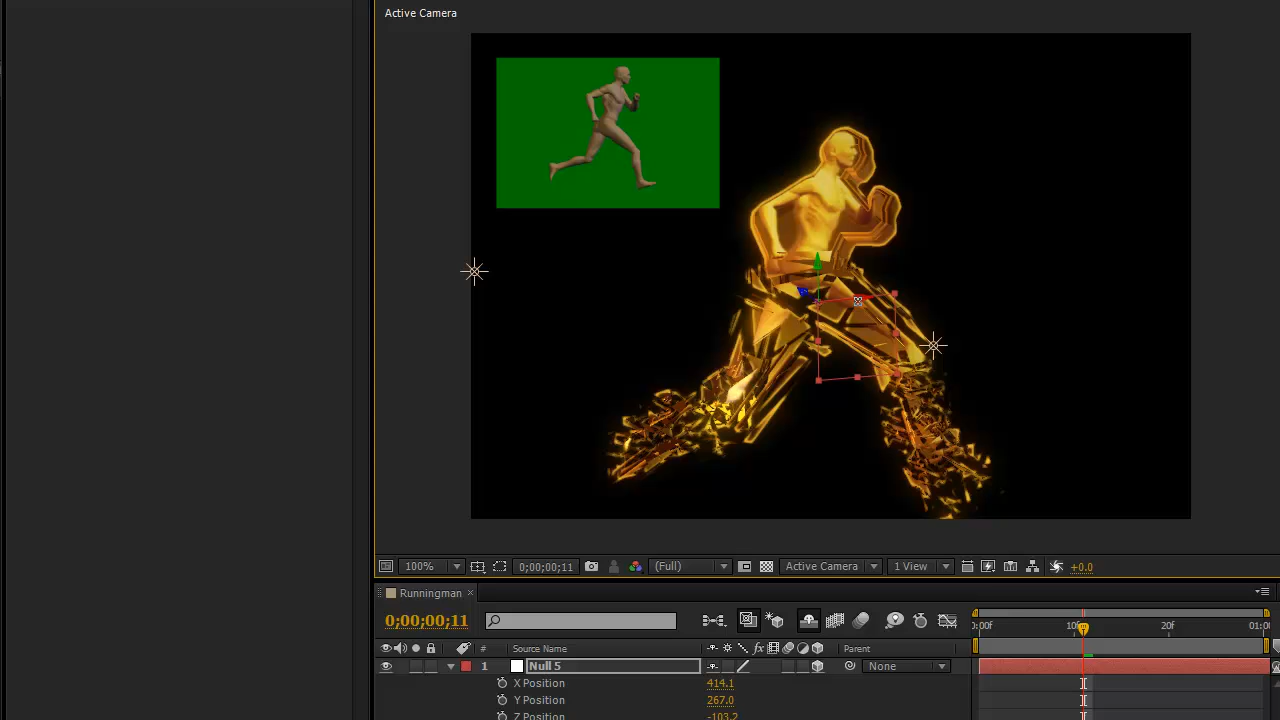 Active Camera
100%
0;00;00;11
(Full)
Active Camera
1 View
+0.0
Runningman
0;00;00;11
0:00f
10f
20f
01:00
#
Source Name
fx
Parent
1
Null 5
None
X Position
414.1
Y Position
267.0
Z Position
-103.2